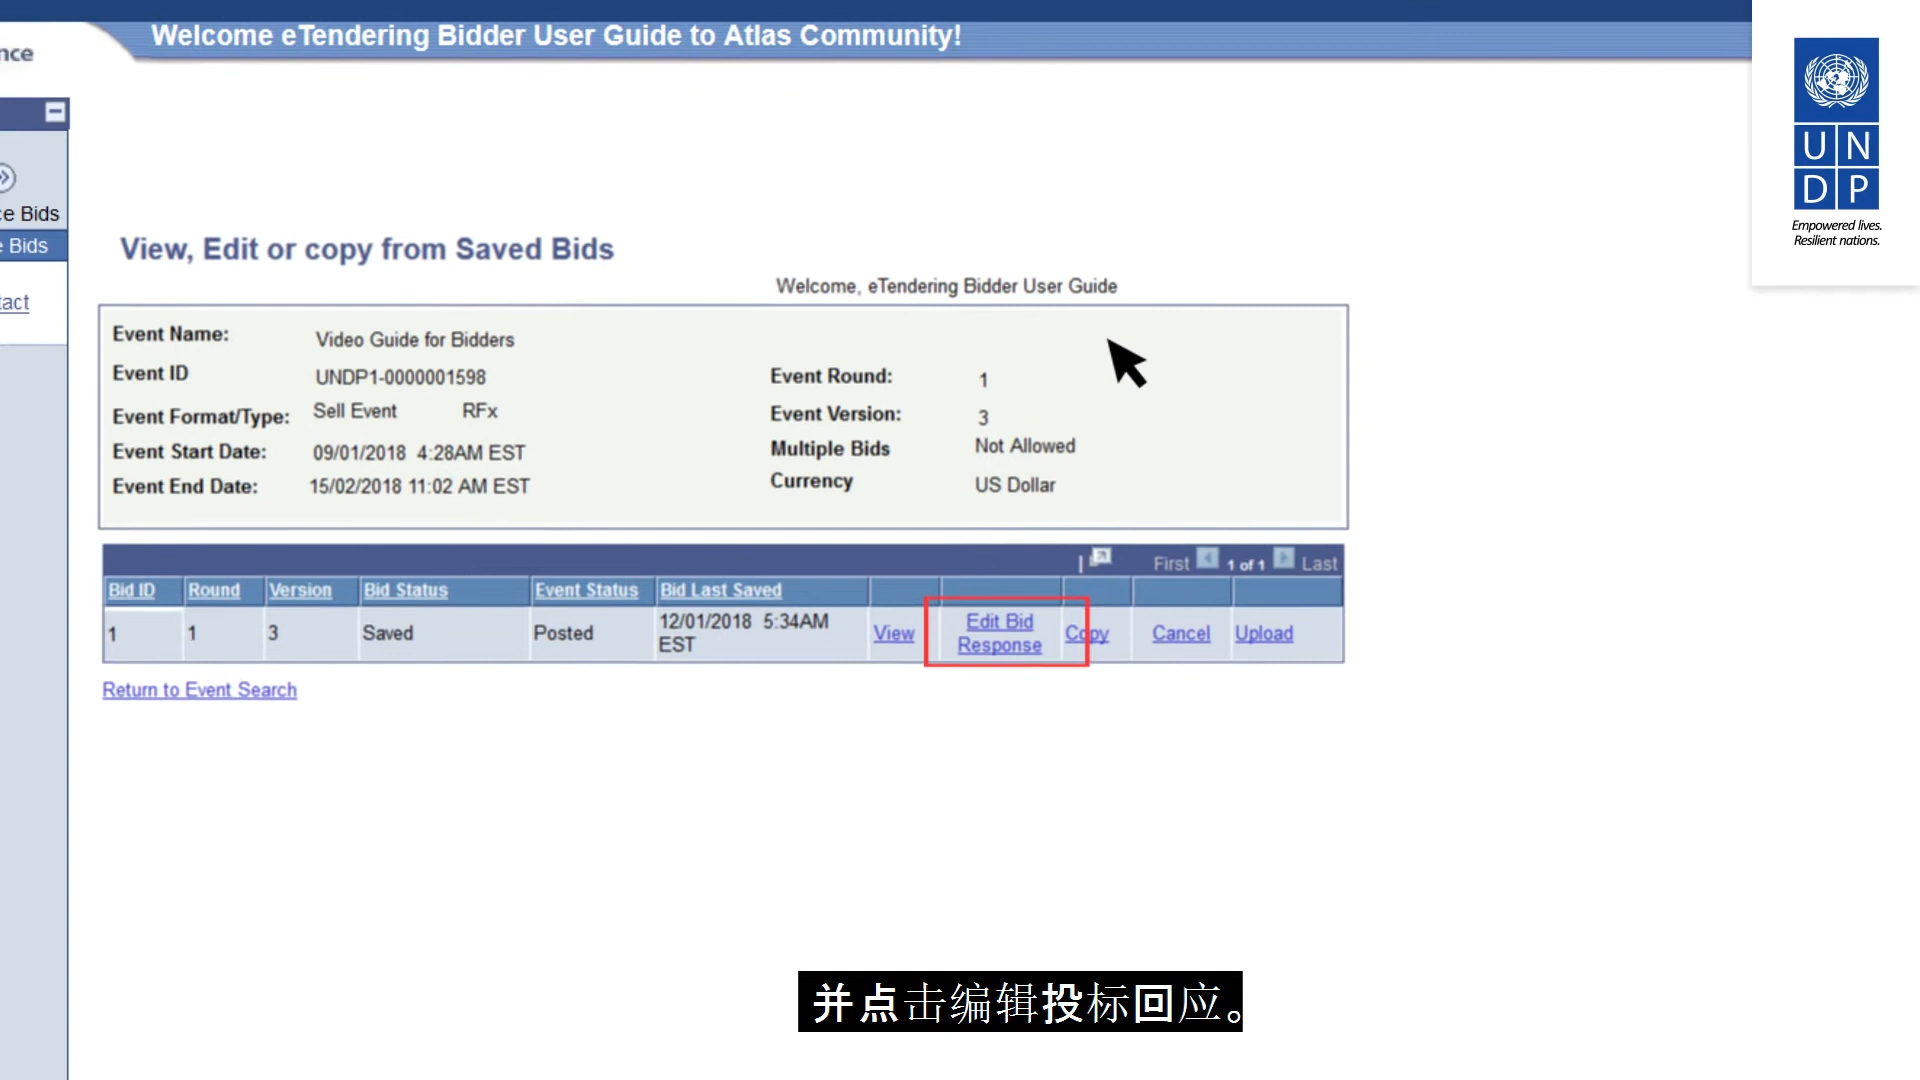 Welcome eTendering Bidder User Guide to Atlas Community!
nce
U N
D P
Empowered lives.
Resilient nations.
ce Bids
e Bids
tact
View, Edit or copy from Saved Bids
Welcome, eTendering Bidder User Guide
Event Name: Video Guide for Bidders
Event ID UNDP1-0000001598 Event Round: 1
Event Format/Type: Sell Event RFx Event Version: 3
Event Start Date: 09/01/2018 4:28AM EST Multiple Bids Not Allowed
Event End Date: 15/02/2018 11:02 AM EST Currency US Dollar
First 1 of 1 Last
Bid ID Round Version Bid Status Event Status Bid Last Saved
1 1 3 Saved Posted 12/01/2018 5:34AM EST View Edit Bid Response Copy Cancel Upload
Return to Event Search
并点击编辑投标回应。